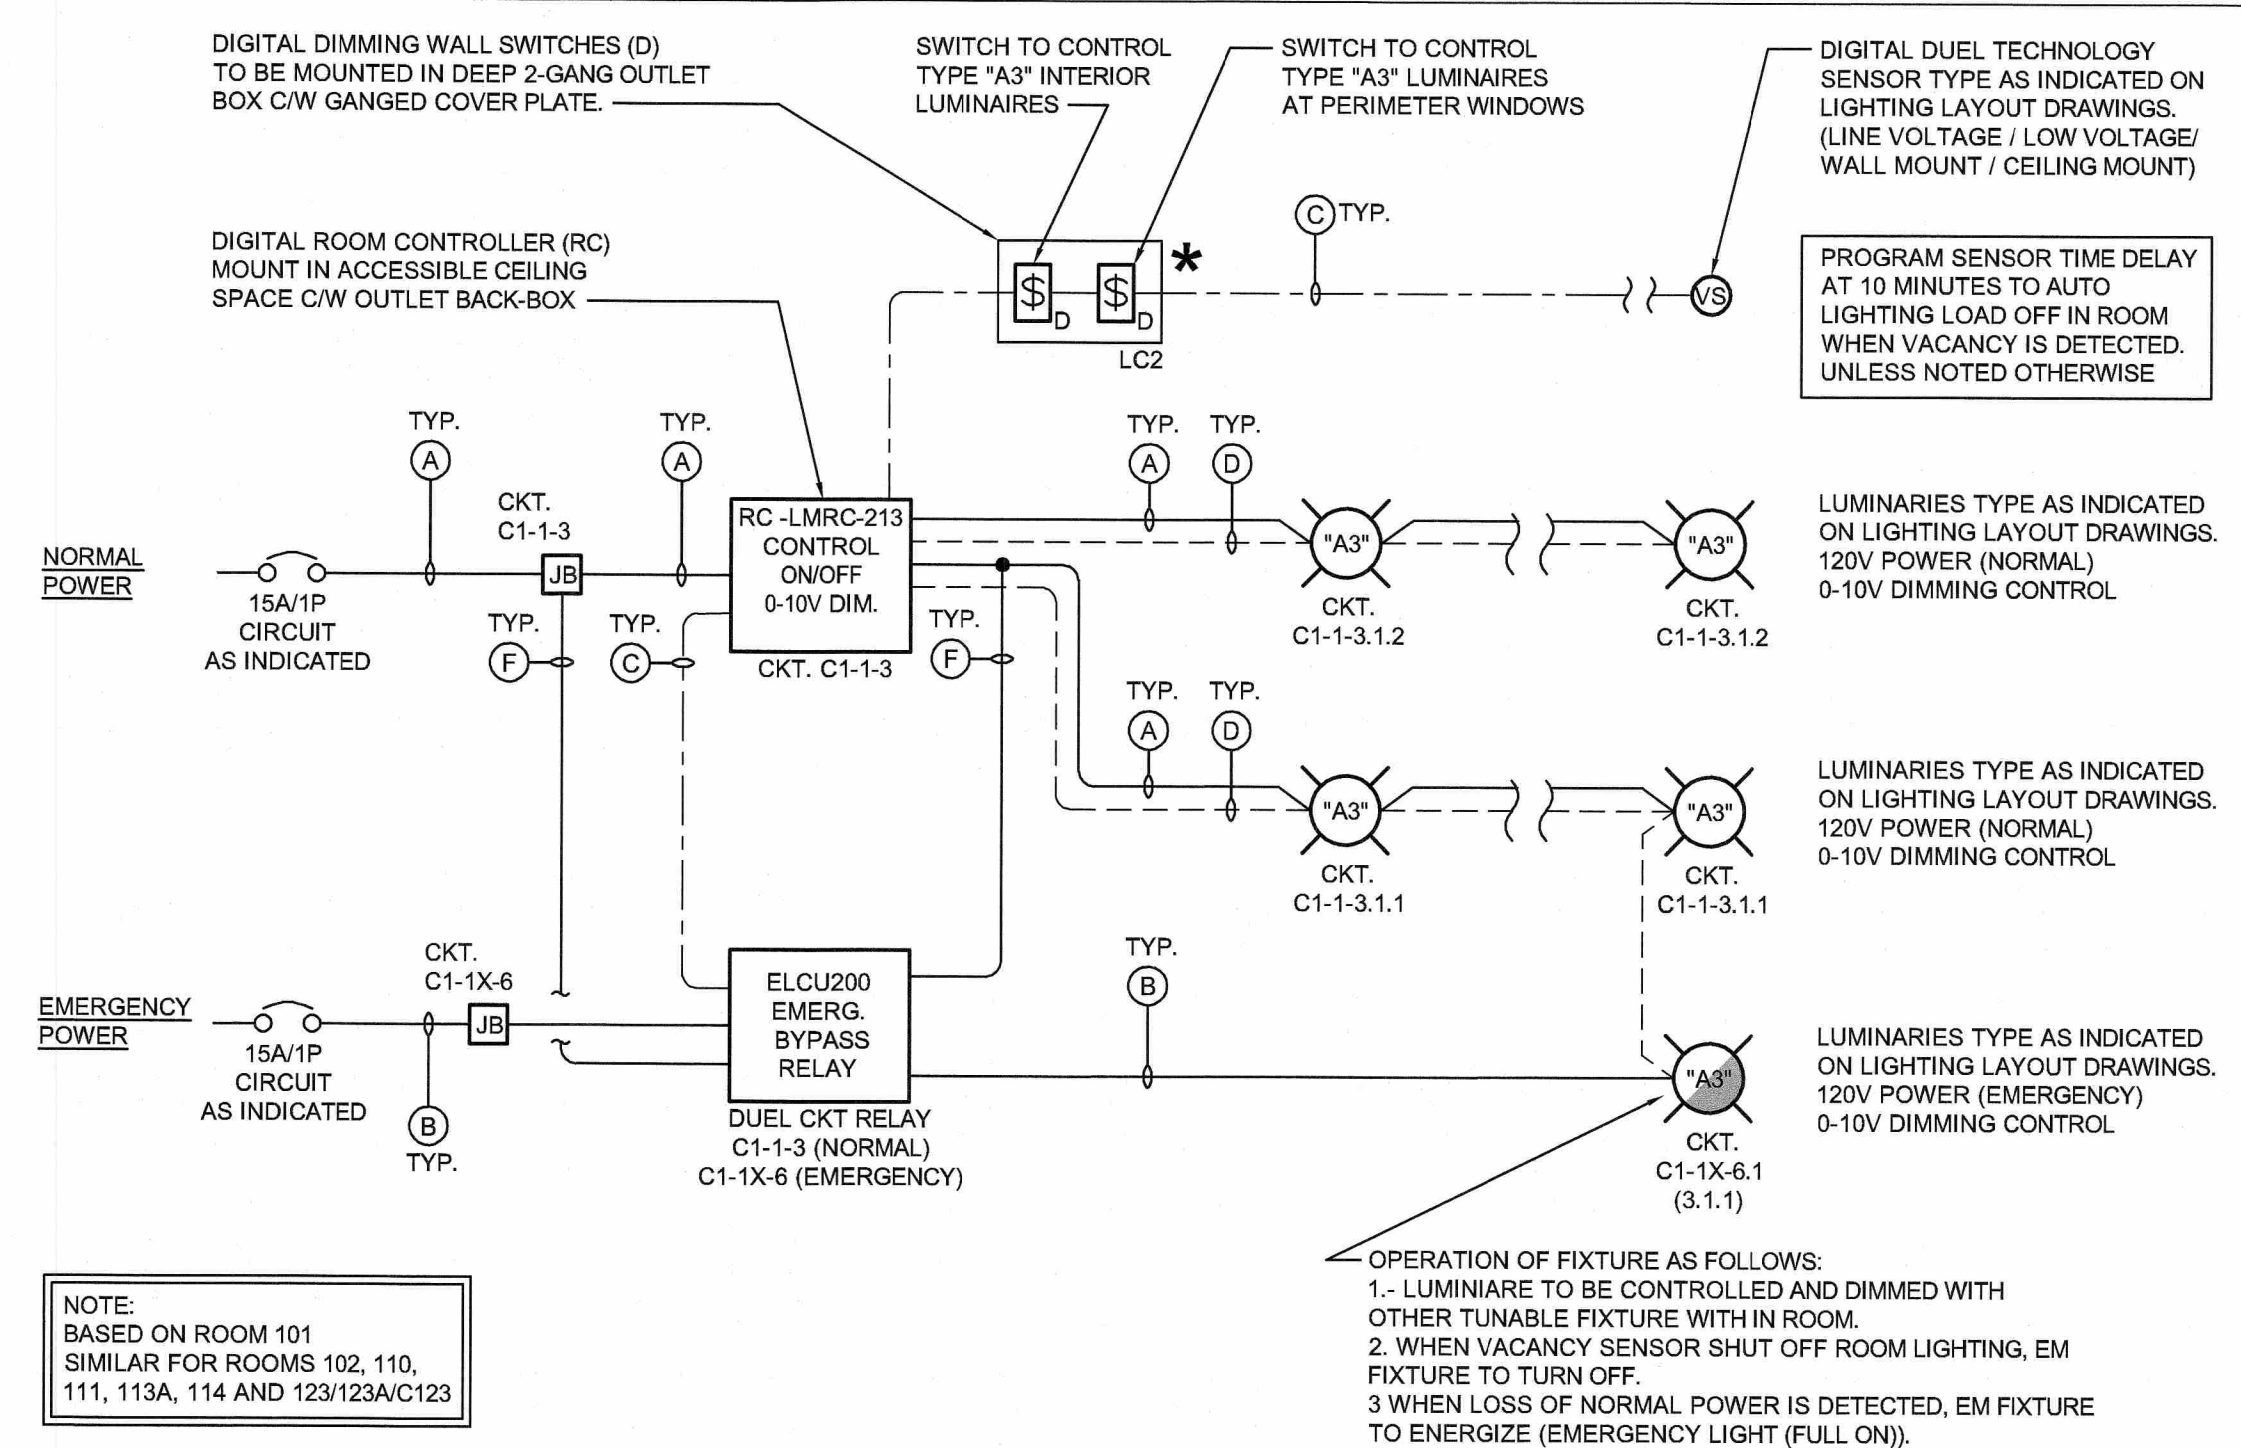 DIGITAL DIMMING WALL SWITCHES (D)
TO BE MOUNTED IN DEEP 2-GANG OUTLET
BOX C/W GANGED COVER PLATE.
SWITCH TO CONTROL
TYPE "A3" INTERIOR
LUMINAIRES
SWITCH TO CONTROL
TYPE "A3" LUMINAIRES
AT PERIMETER WINDOWS
DIGITAL DUEL TECHNOLOGY
SENSOR TYPE AS INDICATED ON
LIGHTING LAYOUT DRAWINGS.
(LINE VOLTAGE / LOW VOLTAGE/
WALL MOUNT / CEILING MOUNT)
DIGITAL ROOM CONTROLLER (RC)
MOUNT IN ACCESSIBLE CEILING
SPACE C/W OUTLET BACK-BOX
$ D
$ D
*
LC2
C TYP.
VS
PROGRAM SENSOR TIME DELAY
AT 10 MINUTES TO AUTO
LIGHTING LOAD OFF IN ROOM
WHEN VACANCY IS DETECTED.
UNLESS NOTED OTHERWISE
NORMAL
POWER
15A/1P
CIRCUIT
AS INDICATED
TYP.
A
CKT.
C1-1-3
JB
TYP.
A
TYP.
F
TYP.
C
RC -LMRC-213
CONTROL
ON/OFF
0-10V DIM.
CKT. C1-1-3
TYP.
F
TYP.
A
TYP.
D
"A3"
CKT.
C1-1-3.1.2
"A3"
CKT.
C1-1-3.1.2
LUMINARIES TYPE AS INDICATED
ON LIGHTING LAYOUT DRAWINGS.
120V POWER (NORMAL)
0-10V DIMMING CONTROL
TYP.
A
TYP.
D
"A3"
CKT.
C1-1-3.1.1
"A3"
CKT.
C1-1-3.1.1
LUMINARIES TYPE AS INDICATED
ON LIGHTING LAYOUT DRAWINGS.
120V POWER (NORMAL)
0-10V DIMMING CONTROL
EMERGENCY
POWER
15A/1P
CIRCUIT
AS INDICATED
CKT.
C1-1X-6
JB
B
TYP.
ELCU200
EMERG.
BYPASS
RELAY
DUEL CKT RELAY
C1-1-3 (NORMAL)
C1-1X-6 (EMERGENCY)
TYP.
B
"A3"
CKT.
C1-1X-6.1
(3.1.1)
LUMINARIES TYPE AS INDICATED
ON LIGHTING LAYOUT DRAWINGS.
120V POWER (EMERGENCY)
0-10V DIMMING CONTROL
NOTE:
BASED ON ROOM 101
SIMILAR FOR ROOMS 102, 110,
111, 113A, 114 AND 123/123A/C123
OPERATION OF FIXTURE AS FOLLOWS:
1.- LUMINIARE TO BE CONTROLLED AND DIMMED WITH
OTHER TUNABLE FIXTURE WITH IN ROOM.
2. WHEN VACANCY SENSOR SHUT OFF ROOM LIGHTING, EM
FIXTURE TO TURN OFF.
3 WHEN LOSS OF NORMAL POWER IS DETECTED, EM FIXTURE
TO ENERGIZE (EMERGENCY LIGHT (FULL ON)).